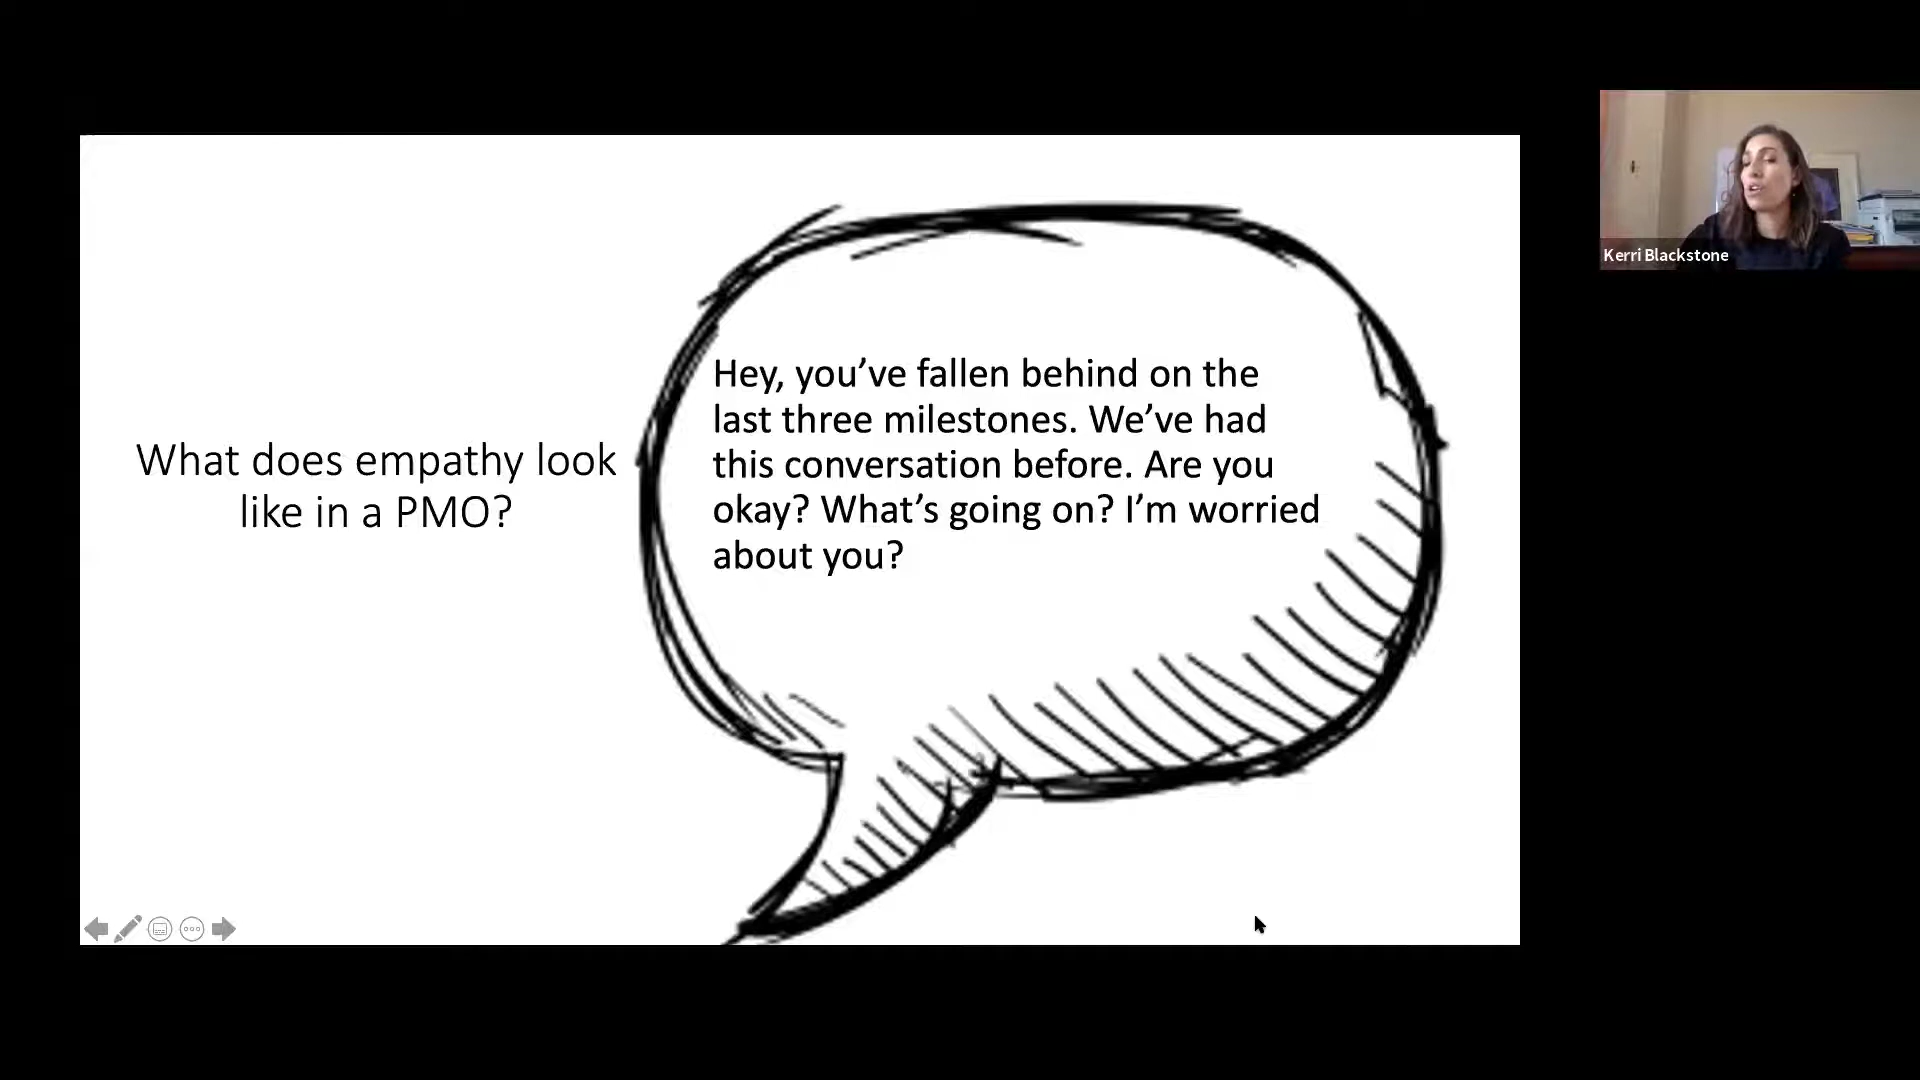 What does empathy look
like in a PMO?
Hey, you’ve fallen behind on the
last three milestones. We’ve had
this conversation before. Are you
okay? What’s going on? I’m worried
about you?
Kerri Blackstone